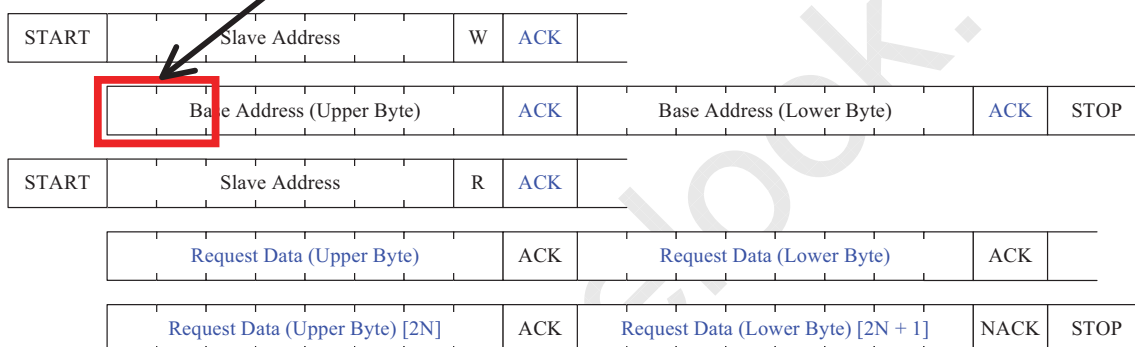 START Slave Address W ACK
Base Address (Upper Byte) ACK Base Address (Lower Byte) ACK STOP
START Slave Address R ACK
Request Data (Upper Byte) ACK Request Data (Lower Byte) ACK
Request Data (Upper Byte) [2N] ACK Request Data (Lower Byte) [2N + 1] NACK STOP